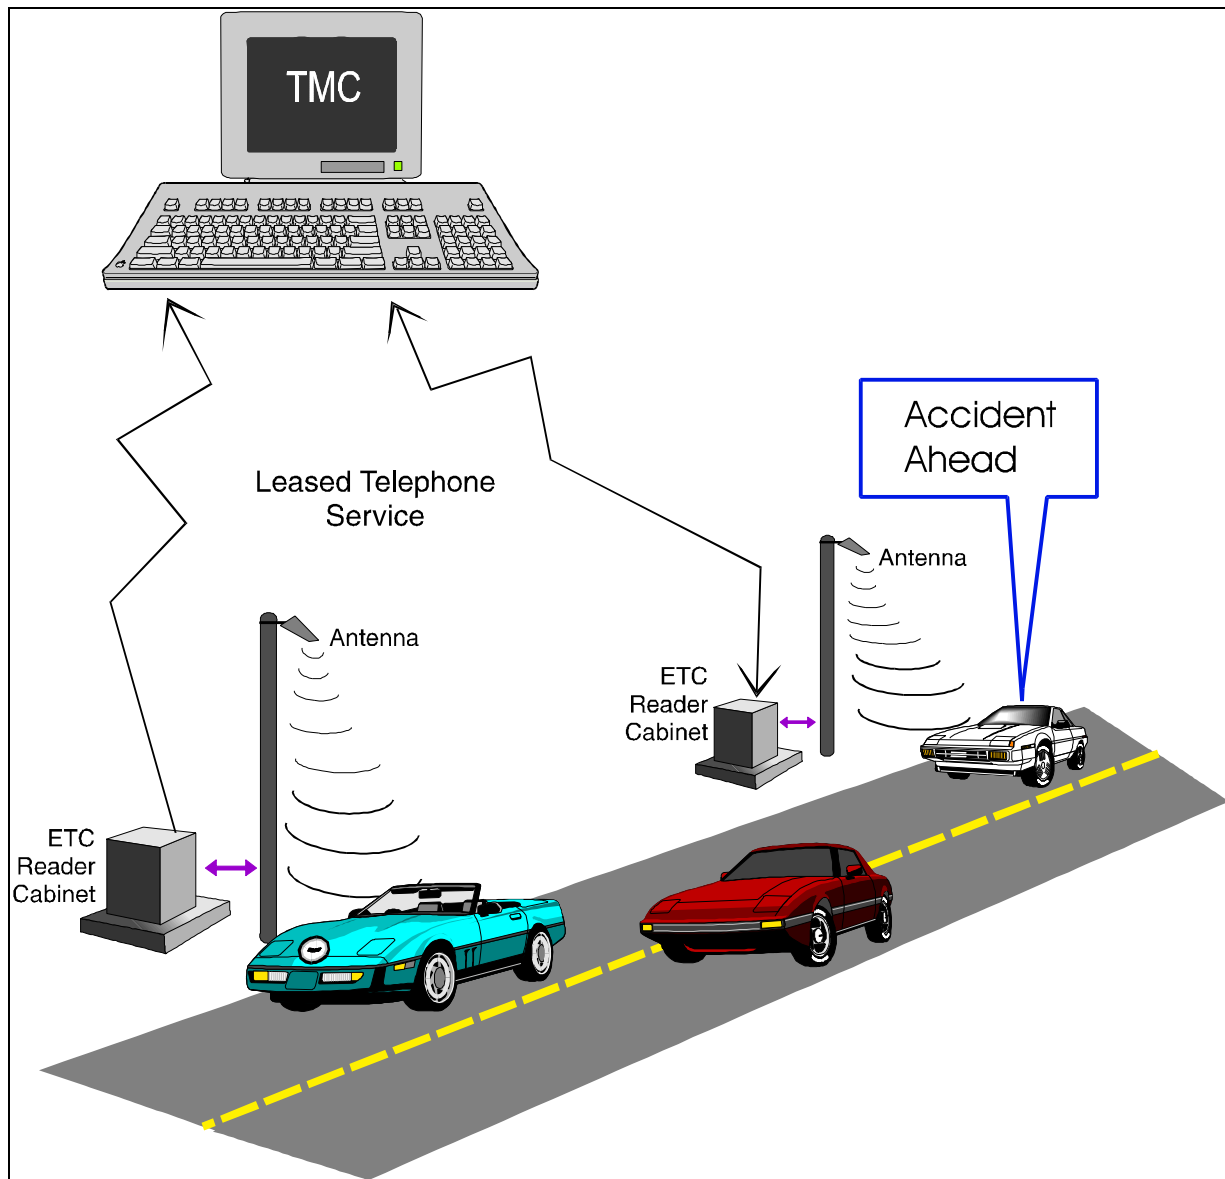 TMC
Leased Telephone
Service
Accident
Ahead
Antenna
Antenna
ETC
Reader
Cabinet
ETC
Reader
Cabinet